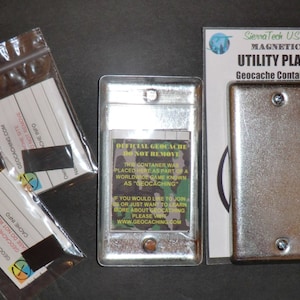 SierraTech US
MAGNETIC
UTILITY PLA
Geocache Conta
OFFICIAL GEOCACHE
DO NOT REMOVE
THIS CONTAINER WAS
PLACED HERE AS PART OF A
WORLDWIDE GAME KNOWN
AS "GEOCACHING"
IF YOU WOULD LIKE TO JOIN
US OR JUST WANT TO LEARN
MORE ABOUT GEOCACHING
PLEASE VISIT
WWW.GEOCACHING.COM